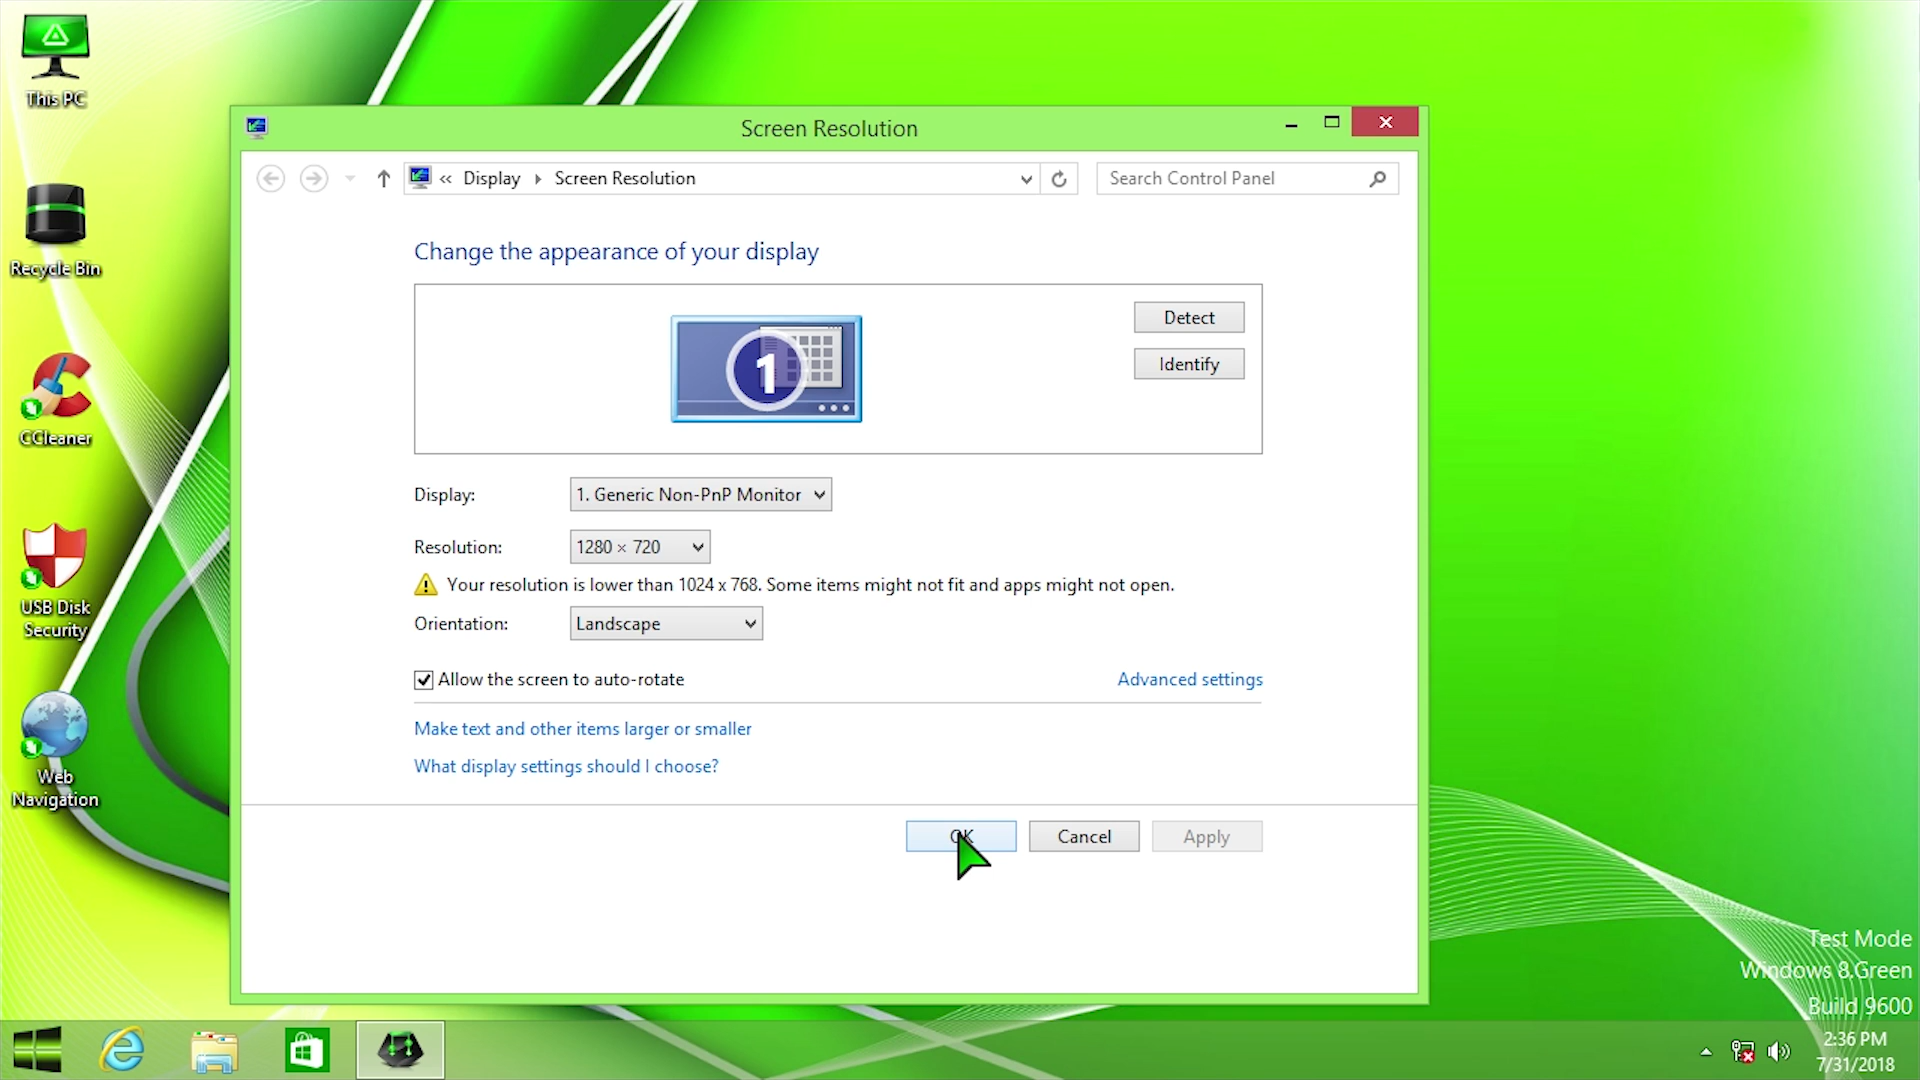 This PC
Recycle Bin
CCleaner
USB Disk
Security
Web
Navigation
Screen Resolution
« Display Screen Resolution
Search Control Panel
Change the appearance of your display
1
Detect
Identify
Display: 1. Generic Non-PnP Monitor
Resolution: 1280 × 720
Your resolution is lower than 1024 x 768. Some items might not fit and apps might not open.
Orientation: Landscape
Allow the screen to auto-rotate
Advanced settings
Make text and other items larger or smaller
What display settings should I choose?
OK Cancel Apply
Test Mode
Windows 8.Green
Build 9600
2:36 PM
7/31/2018